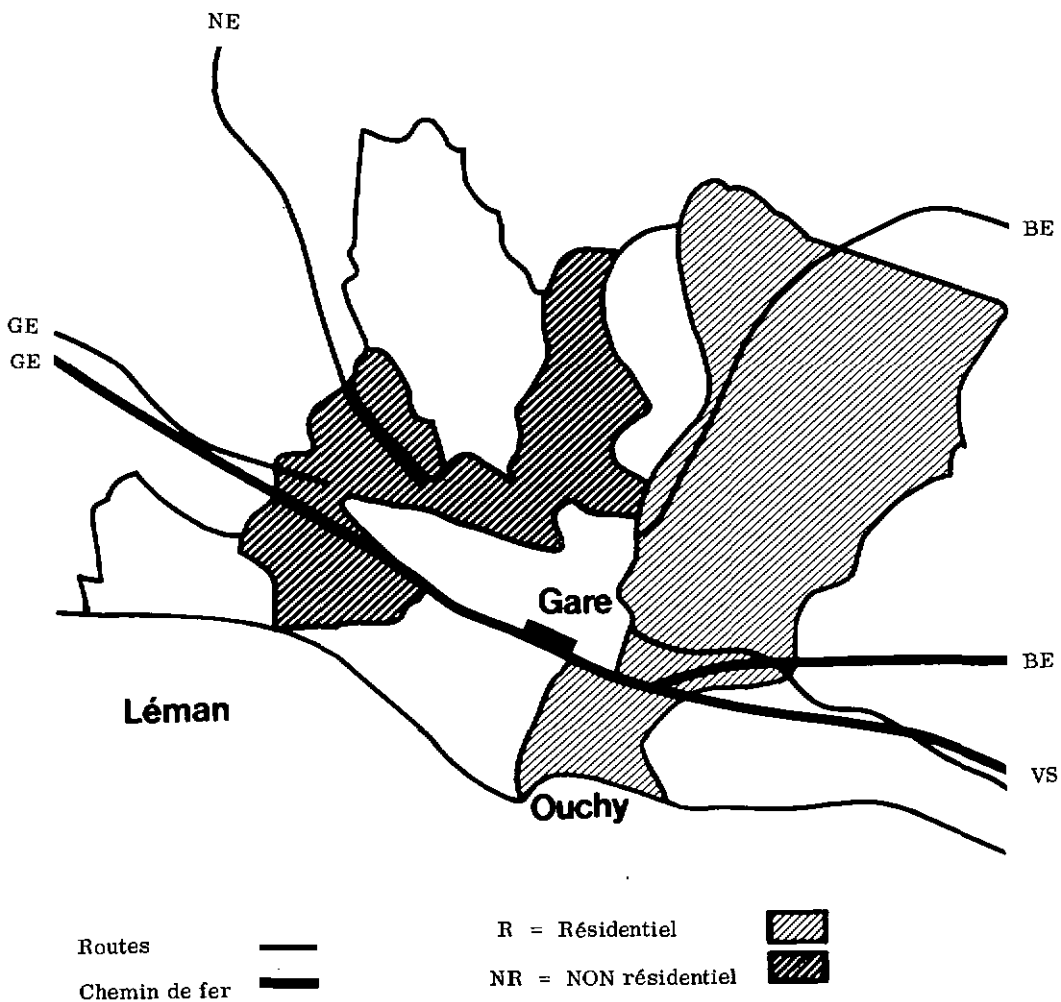 NE
BE
GE
GE
Gare
BE
Léman
VS
Ouchy
Routes
Chemin de fer
R = Résidentiel
NR = NON résidentiel